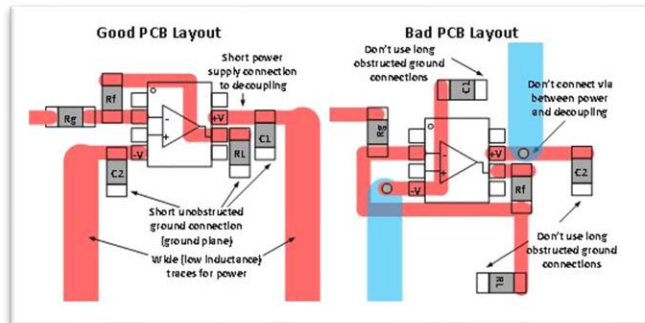 Good PCB Layout
Short power
supply connection
to decoupling
Rf
Rg
-
+
+V
-V
C1
RL
C2
Short unobstructed
ground connection
(ground plane)
Wide (low inductance)
traces for power
Bad PCB Layout
Don't use long
obstructed ground
connections
Don't connect via
between power
and decoupling
C1
Rg
-
+
+V
-V
C2
Rf
RL
Don't use long
obstructed ground
connections